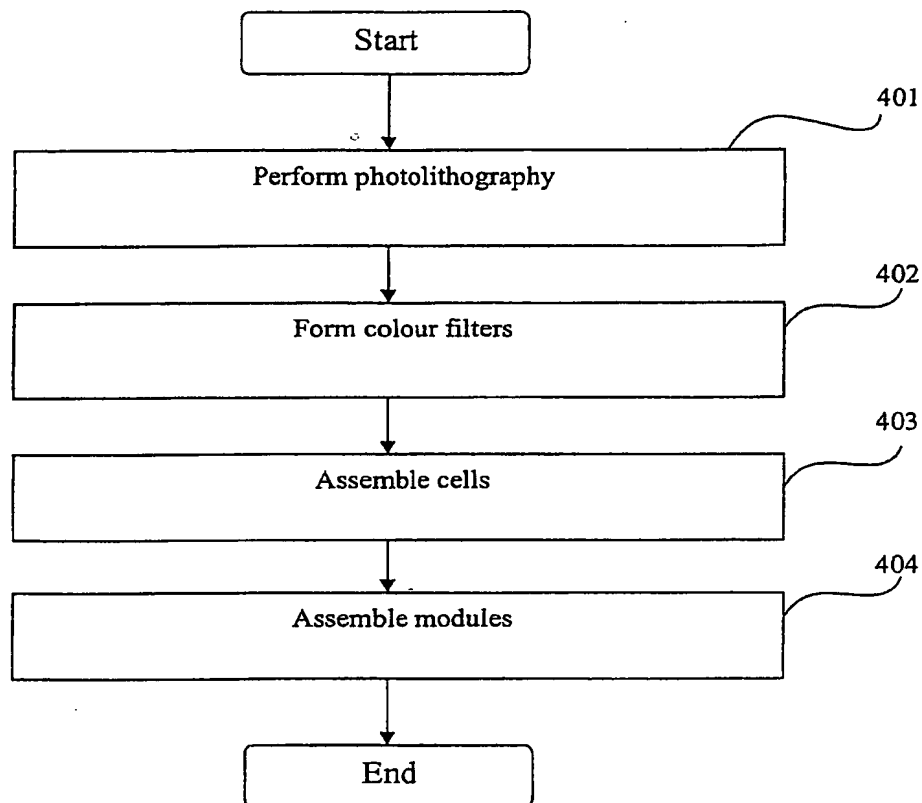 Start
401
Perform photolithography
402
Form colour filters
403
Assemble cells
404
Assemble modules
End